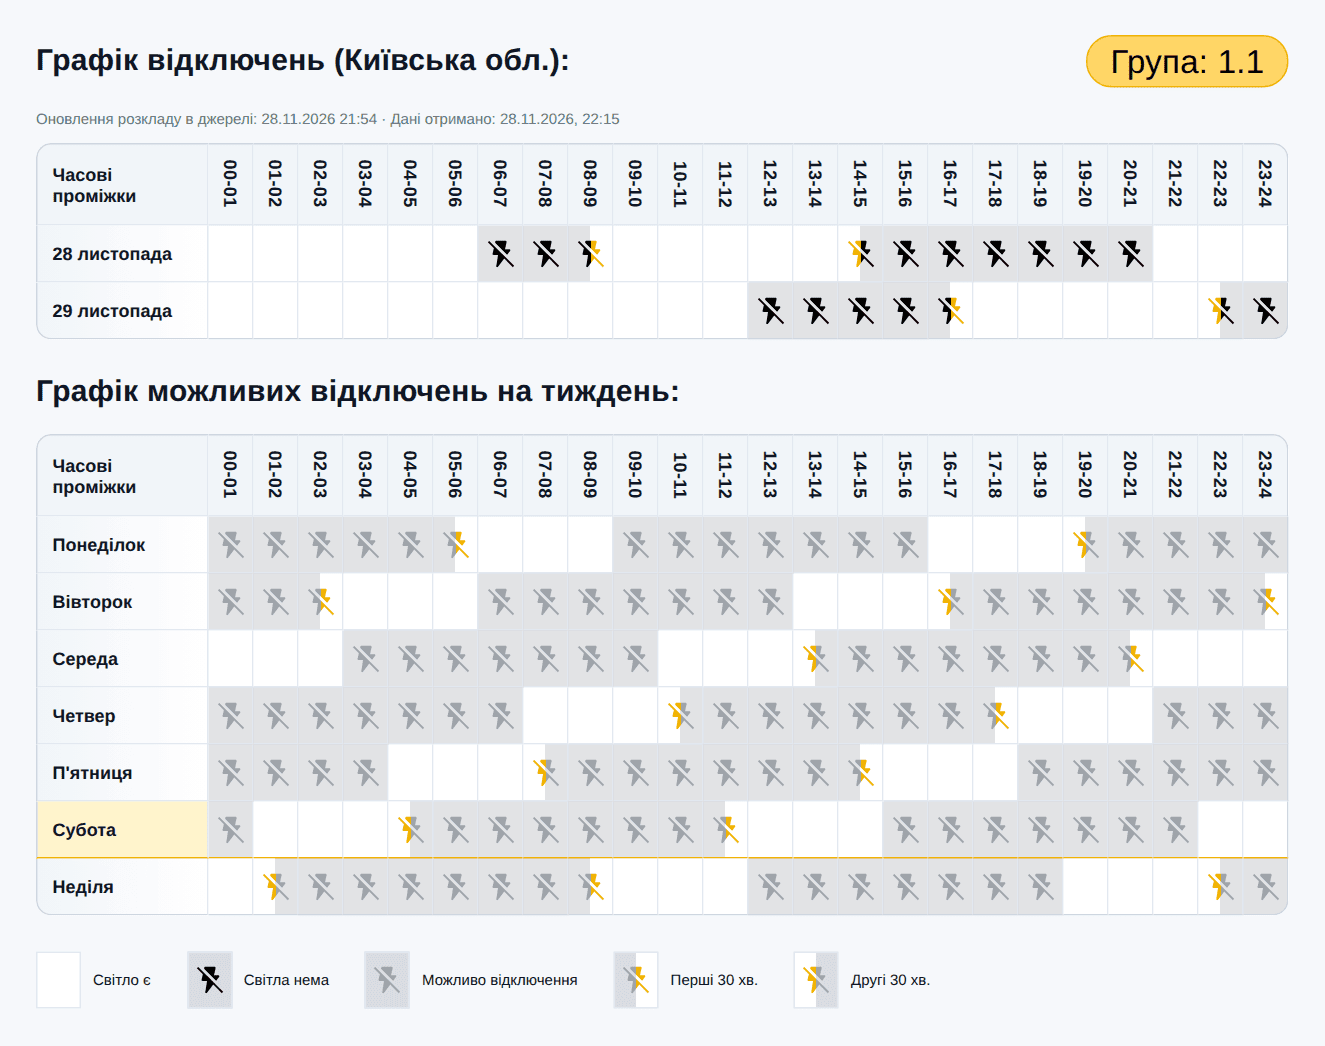 Графік відключень (Київська обл.):
Група: 1.1
Оновлення розкладу в джерелі: 28.11.2026 21:54 · Дані отримано: 28.11.2026, 22:15
Часові
проміжки
00-01 01-02 02-03 03-04 04-05 05-06 06-07 07-08 08-09 09-10 10-11 11-12 12-13 13-14 14-15 15-16 16-17 17-18 18-19 19-20 20-21 21-22 22-23 23-24
28 листопада
29 листопада
Графік можливих відключень на тиждень:
Часові
проміжки
00-01 01-02 02-03 03-04 04-05 05-06 06-07 07-08 08-09 09-10 10-11 11-12 12-13 13-14 14-15 15-16 16-17 17-18 18-19 19-20 20-21 21-22 22-23 23-24
Понеділок
Вівторок
Середа
Четвер
П'ятниця
Субота
Неділя
Світло є
Світла нема
Можливо відключення
Перші 30 хв.
Другі 30 хв.